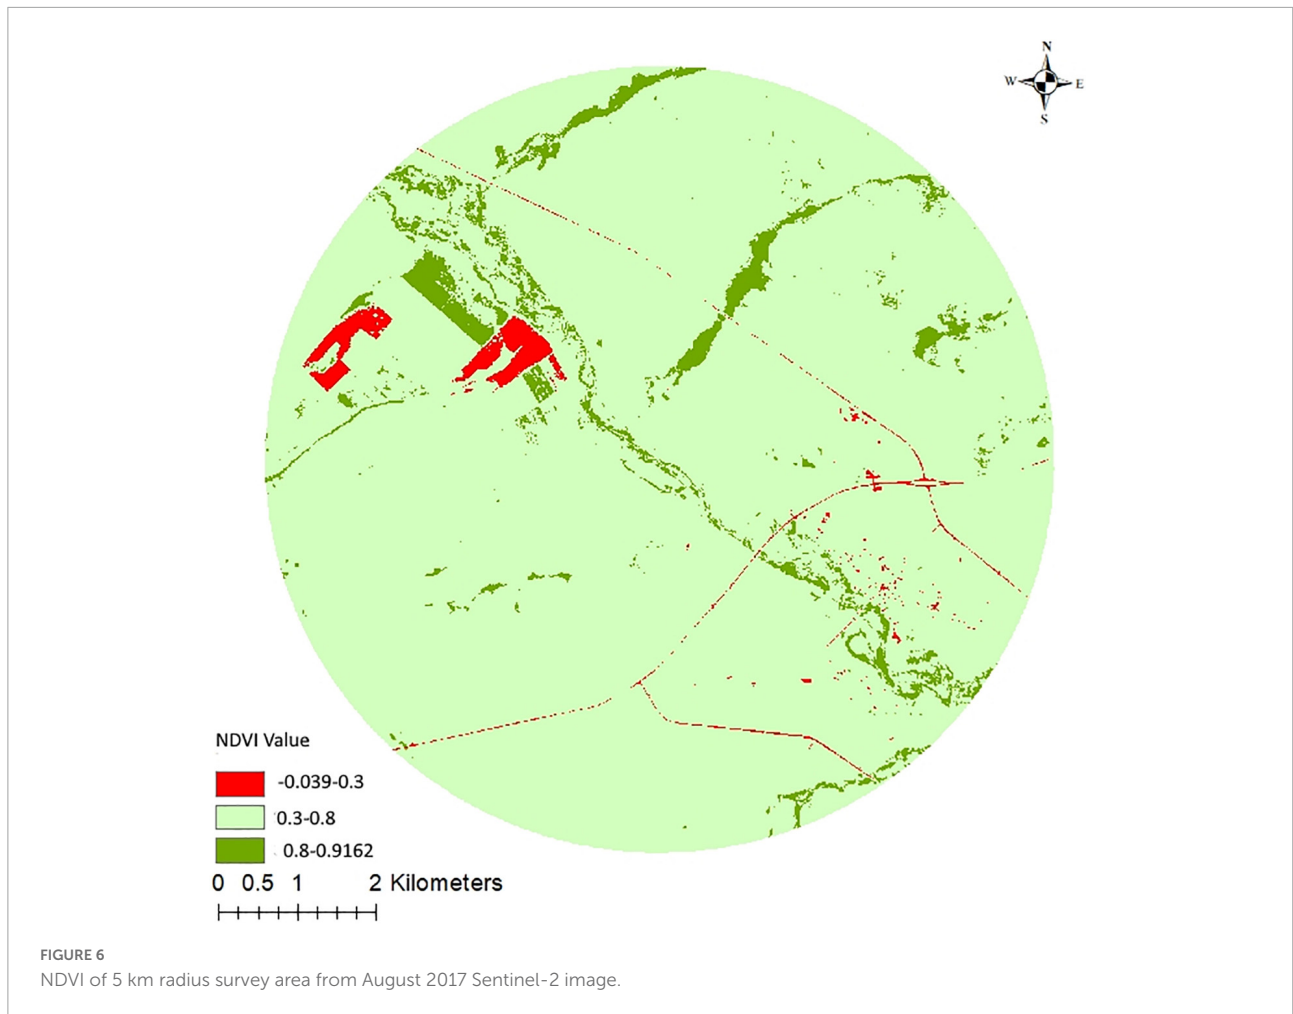 N
W E
S
NDVI Value
-0.039-0.3
0.3-0.8
0.8-0.9162
0 0.5 1 2 Kilometers
FIGURE 6
NDVI of 5 km radius survey area from August 2017 Sentinel-2 image.